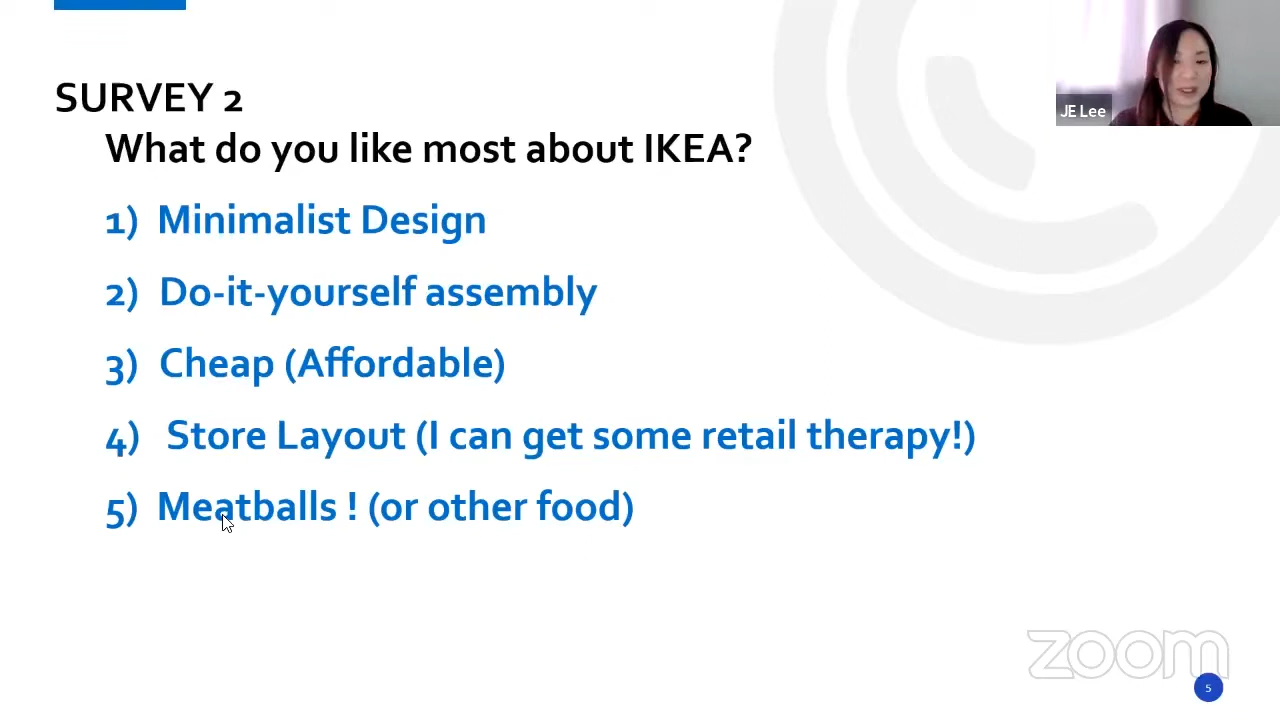 SURVEY 2
What do you like most about IKEA?
1) Minimalist Design
2) Do-it-yourself assembly
3) Cheap (Affordable)
4) Store Layout (I can get some retail therapy!)
5) Meatballs ! (or other food)
JE Lee
zoom
5